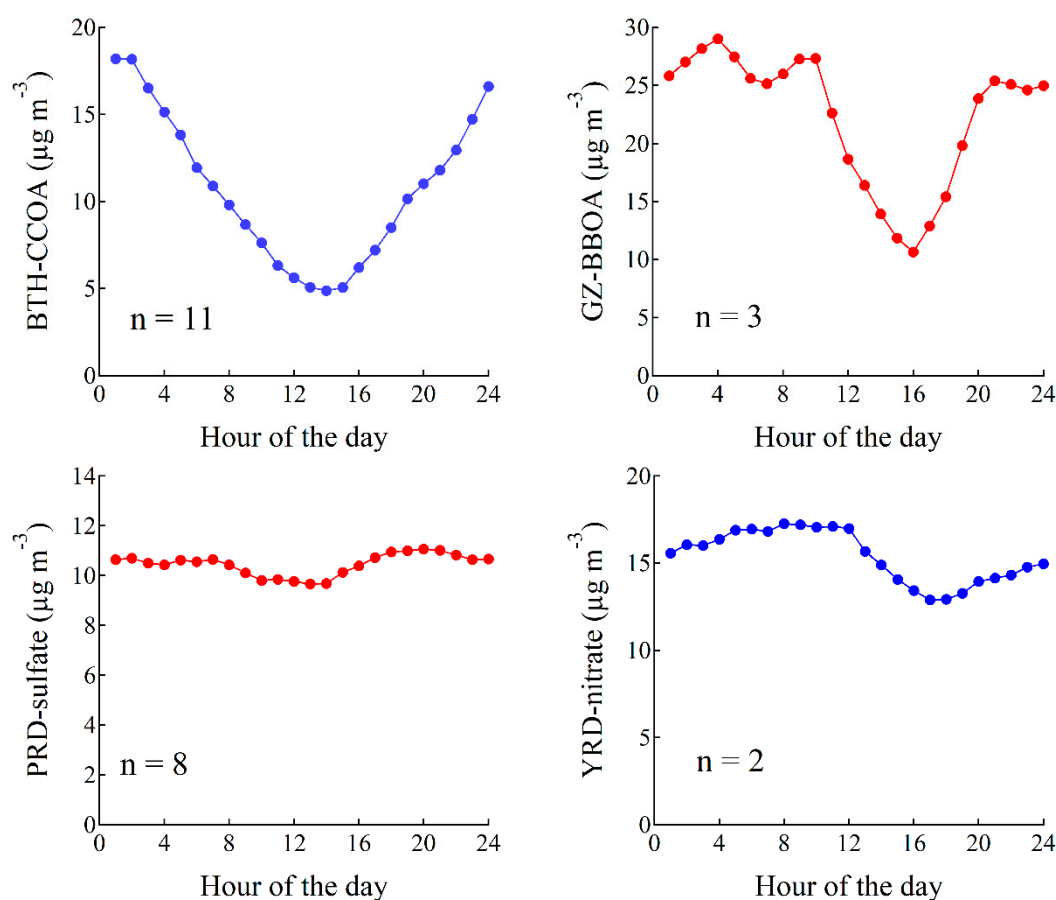 BTH-CCOA (µg m⁻³)
20
15
10
5
0
n = 11
0 4 8 12 16 20 24
Hour of the day
GZ-BBOA (µg m⁻³)
30
25
20
15
10
5
0
n = 3
0 4 8 12 16 20 24
Hour of the day
PRD-sulfate (µg m⁻³)
14
12
10
8
6
4
2
0
n = 8
0 4 8 12 16 20 24
Hour of the day
YRD-nitrate (µg m⁻³)
20
15
10
5
0
n = 2
0 4 8 12 16 20 24
Hour of the day